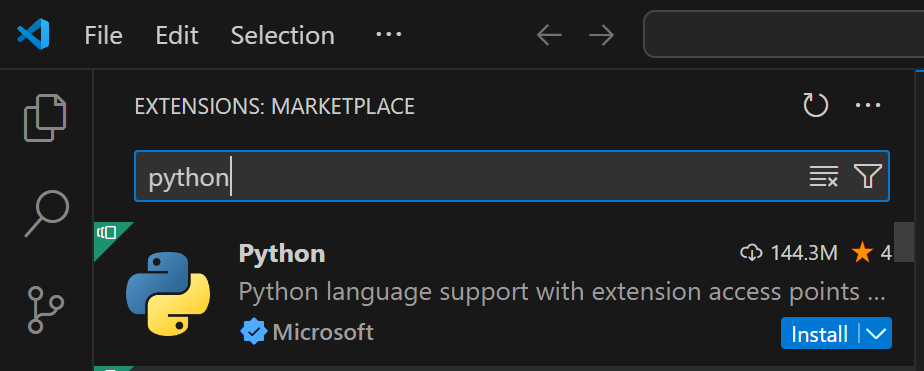 File Edit Selection ···
EXTENSIONS: MARKETPLACE ···
python
Python 144.3M ★ 4
Python language support with extension access points ...
Microsoft Install